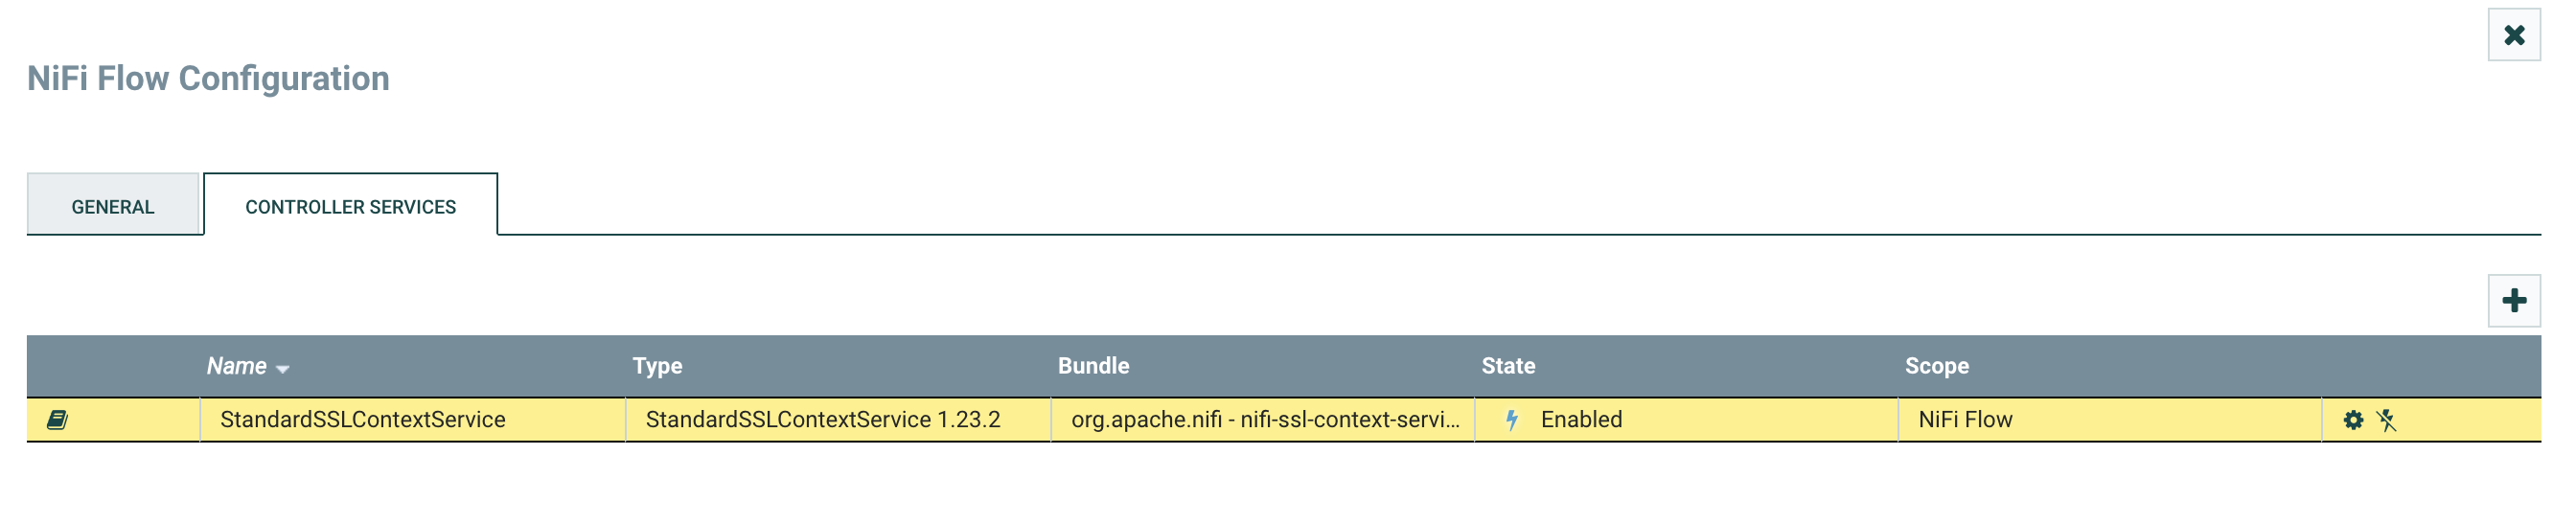 NiFi Flow Configuration
GENERAL
CONTROLLER SERVICES
Name Type Bundle State Scope
StandardSSLContextService StandardSSLContextService 1.23.2 org.apache.nifi - nifi-ssl-context-servi... Enabled NiFi Flow